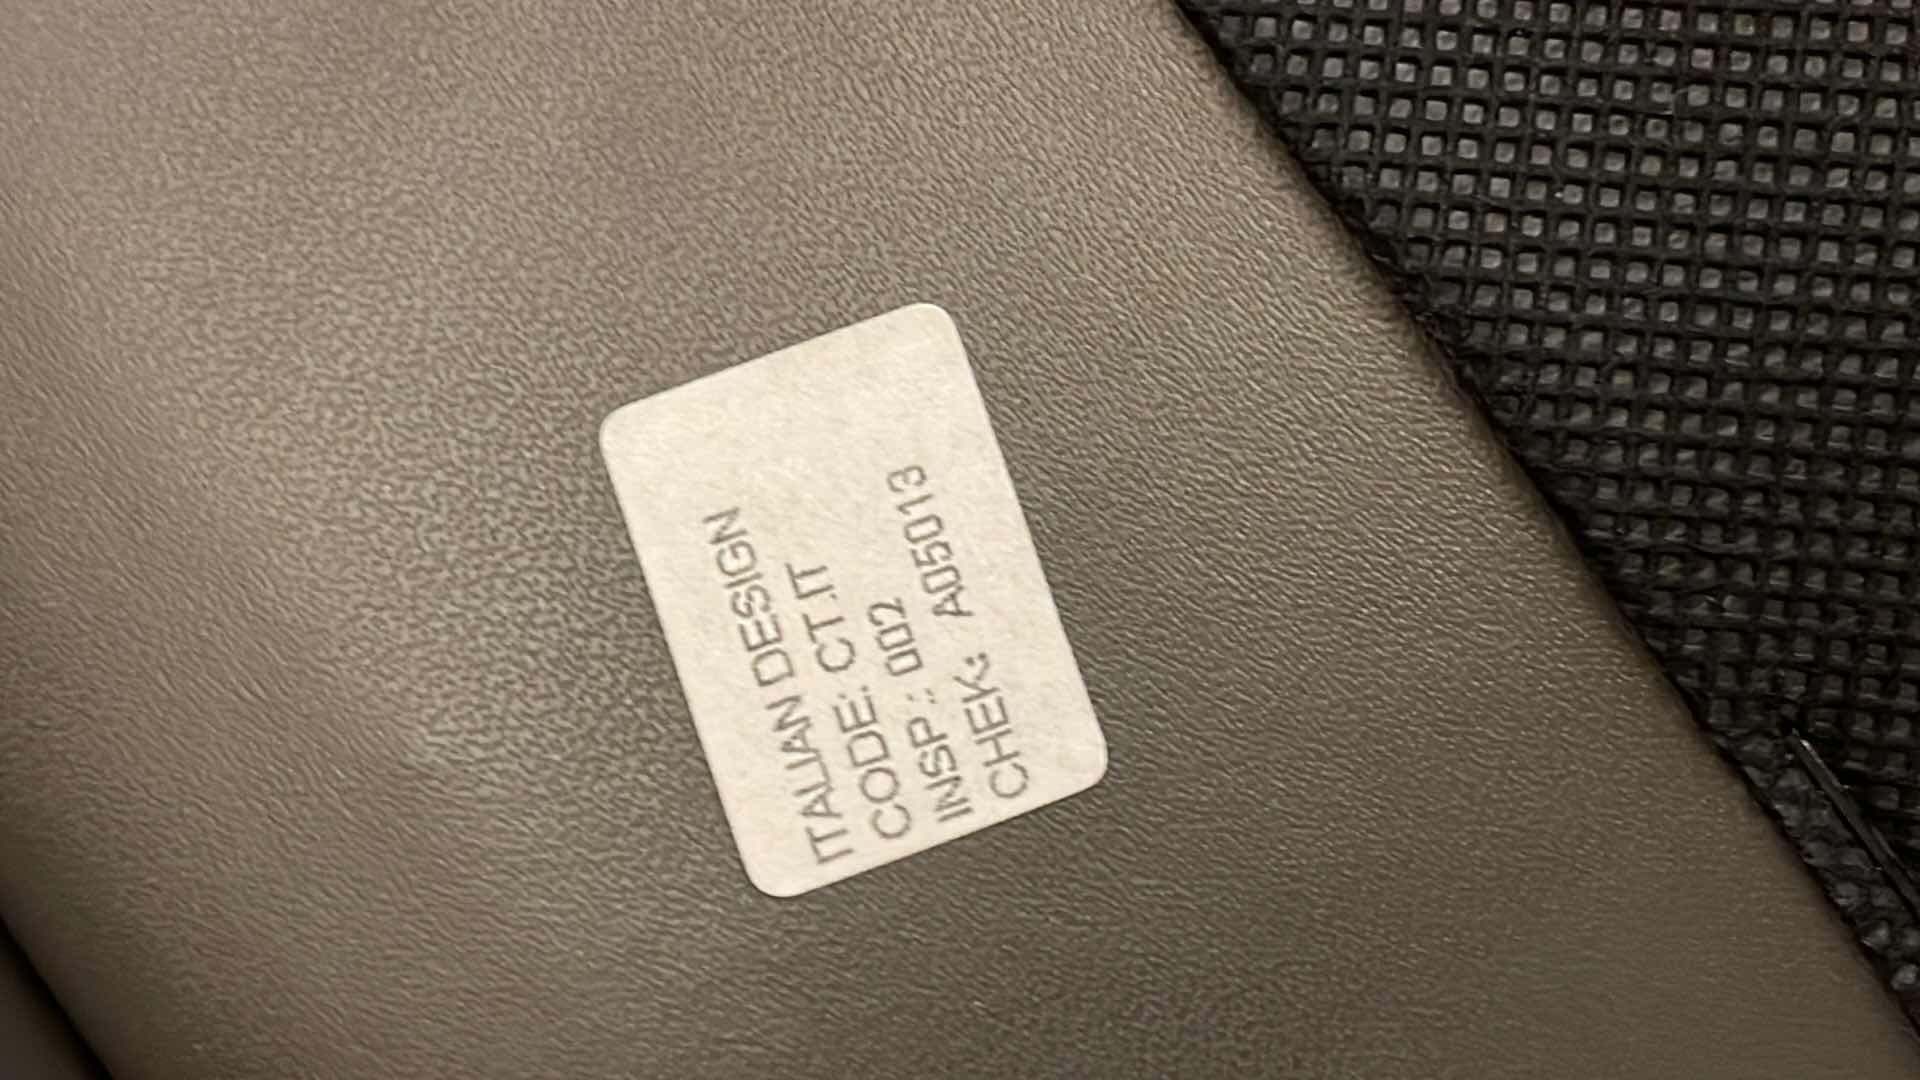 ITALIAN DESIGN
CODE: CT.IT
INSP.: 002
CHEK.: A05013